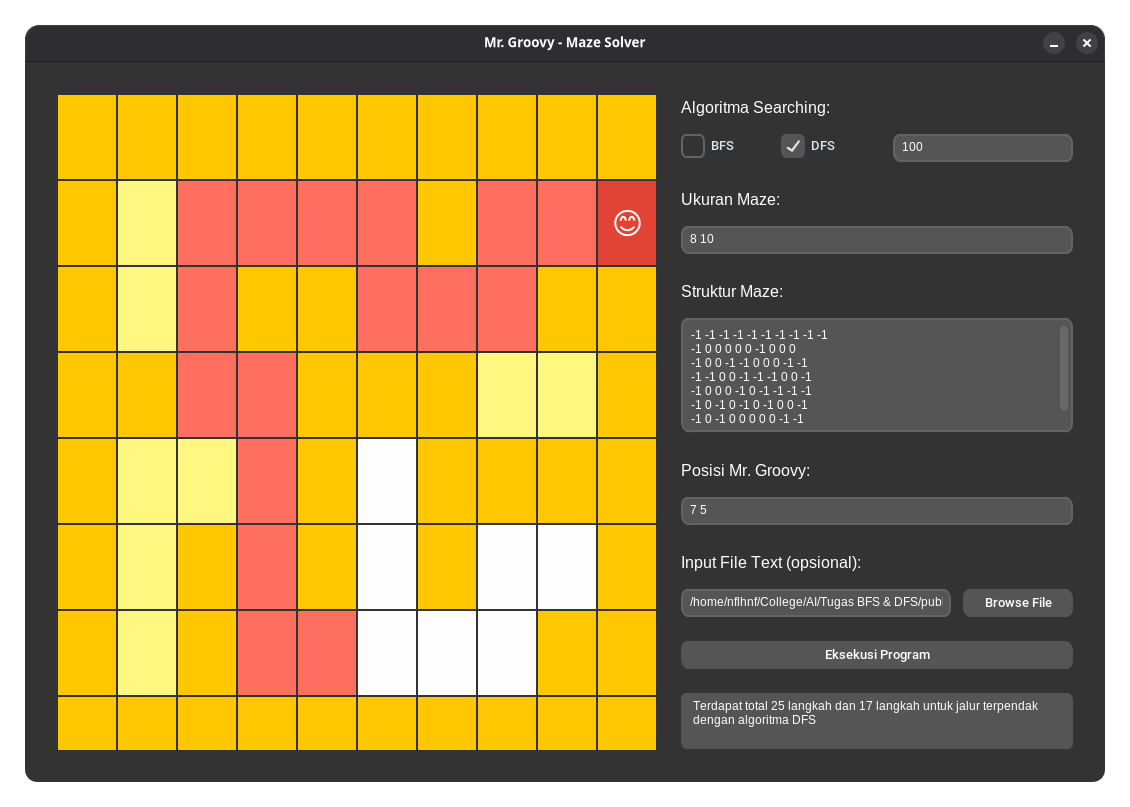 Mr. Groovy - Maze Solver
Algoritma Searching:
BFS
DFS
100
Ukuran Maze:
8 10
Struktur Maze:
-1 -1 -1 -1 -1 -1 -1 -1 -1 -1
-1 0 0 0 0 0 -1 0 0 0
-1 0 0 -1 -1 0 0 0 -1 -1
-1 -1 0 0 -1 -1 -1 0 0 -1
-1 0 0 0 -1 0 -1 -1 -1 -1
-1 0 -1 0 -1 0 -1 0 0 -1
-1 0 -1 0 0 0 0 0 -1 -1
Posisi Mr. Groovy:
7 5
Input File Text (opsional):
/home/nflhnf/College/AI/Tugas BFS & DFS/publ
Browse File
Eksekusi Program
Terdapat total 25 langkah dan 17 langkah untuk jalur terpendak
dengan algoritma DFS